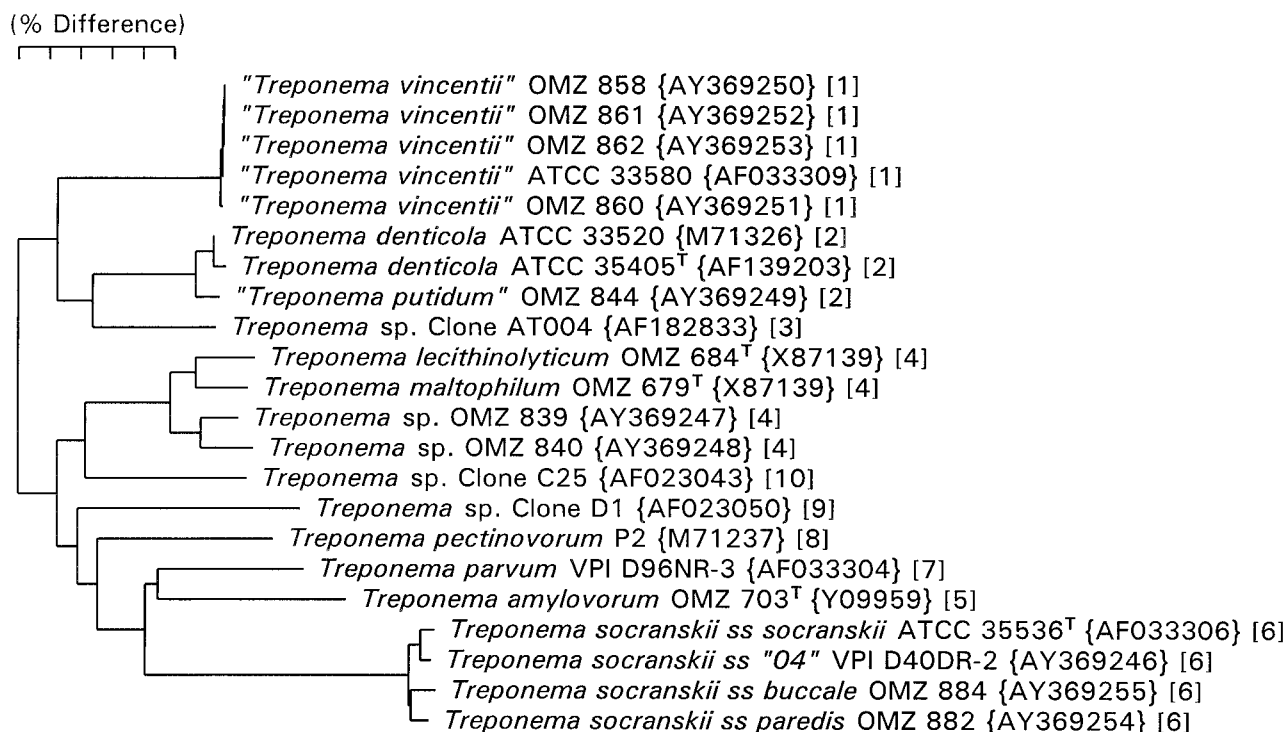 (% Difference)
"Treponema vincentii" OMZ 858 {AY369250} [1]
"Treponema vincentii" OMZ 861 {AY369252} [1]
"Treponema vincentii" OMZ 862 {AY369253} [1]
"Treponema vincentii" ATCC 33580 {AF033309} [1]
"Treponema vincentii" OMZ 860 {AY369251} [1]
Treponema denticola ATCC 33520 {M71326} [2]
Treponema denticola ATCC 35405ᵀ {AF139203} [2]
"Treponema putidum" OMZ 844 {AY369249} [2]
Treponema sp. Clone AT004 {AF182833} [3]
Treponema lecithinolyticum OMZ 684ᵀ {X87139} [4]
Treponema maltophilum OMZ 679ᵀ {X87139} [4]
Treponema sp. OMZ 839 {AY369247} [4]
Treponema sp. OMZ 840 {AY369248} [4]
Treponema sp. Clone C25 {AF023043} [10]
Treponema sp. Clone D1 {AF023050} [9]
Treponema pectinovorum P2 {M71237} [8]
Treponema parvum VPI D96NR-3 {AF033304} [7]
Treponema amylovorum OMZ 703ᵀ {Y09959} [5]
Treponema socranskii ss socranskii ATCC 35536ᵀ {AF033306} [6]
Treponema socranskii ss "04" VPI D40DR-2 {AY369246} [6]
Treponema socranskii ss buccale OMZ 884 {AY369255} [6]
Treponema socranskii ss paredis OMZ 882 {AY369254} [6]